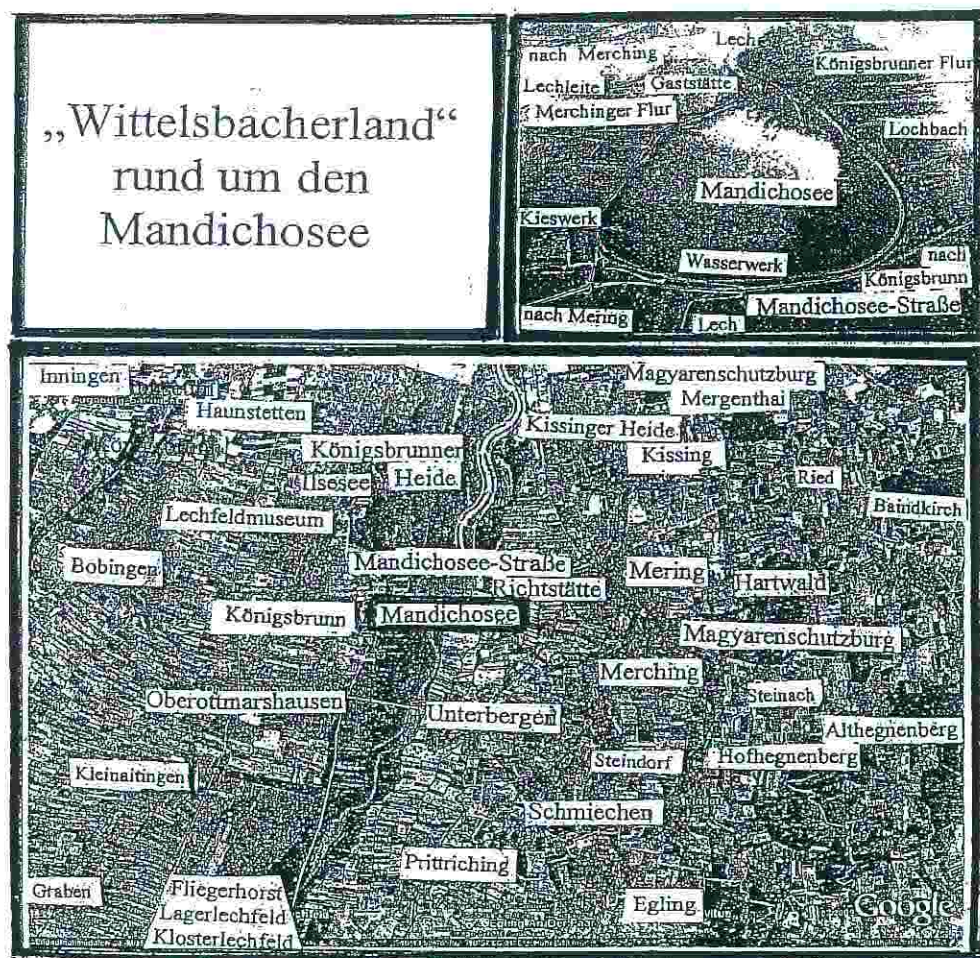 „Wittelsbacherland“
rund um den
Mandichosee
Lech
nach Merching
Königsbrunner Flur
Lechleite
Gaststätte
Merchinger Flur
Lochbach
Mandichosee
Kieswerk
Wasserwerk
nach
Königsbrunn
Mandichosee-Straße
nach Mering
Lech
Inningen
Magyarenschutzburg
Mergenthai
Haunstetten
Kissinger Heide
Königsbrunner
Heide
Kissing
Ilsesee
Ried
Baindkirch
Lechfeldmuseum
Bobingen
Mandichosee-Straße
Mering
Hartwald
Richtstätte
Königsbrunn
Mandichosee
Magyarenschutzburg
Merching
Steinach
Oberottmarshausen
Unterbergen
Althegnenberg
Steindorf
Hofhegnenberg
Kleinaitingen
Schmiechen
Prittriching
Graben
Fliegerhorst
Lagerlechfeld
Klosterlechfeld
Egling
Google